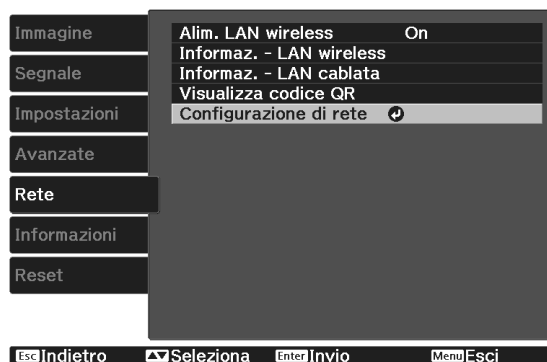 Immagine
Segnale
Impostazioni
Avanzate
Rete
Informazioni
Reset
Alim. LAN wireless On
Informaz. - LAN wireless
Informaz. - LAN cablata
Visualizza codice QR
Configurazione di rete
Esc Indietro Seleziona Enter Invio Menu Esci